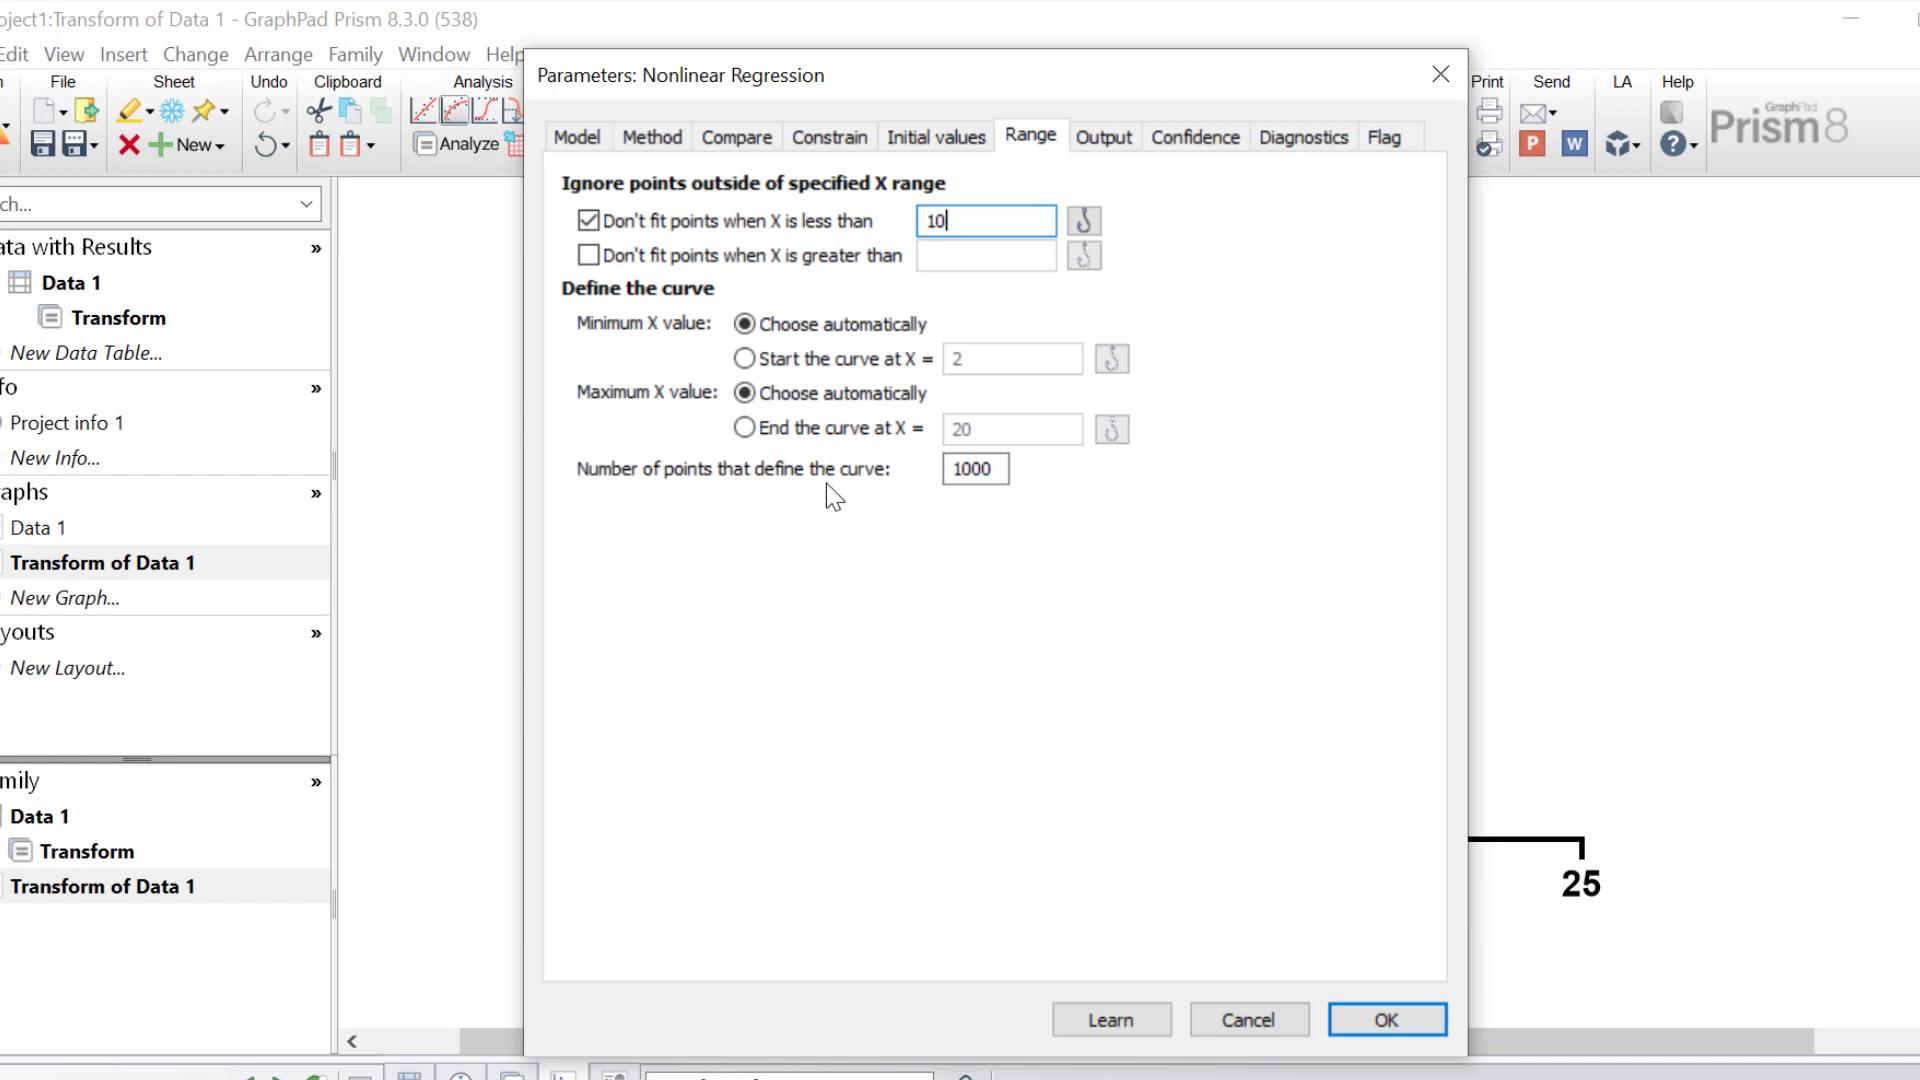 oject1:Transform of Data 1 - GraphPad Prism 8.3.0 (538)
Edit View Insert Change Arrange Family Window Help
File Sheet Undo Clipboard Analysis Print Send LA Help
New
Analyze
GraphPad
Prism 8
ch...
ata with Results
Data 1
Transform
New Data Table...
fo
Project info 1
New Info...
aphs
Data 1
Transform of Data 1
New Graph...
youts
New Layout...
mily
Data 1
Transform
Transform of Data 1
Parameters: Nonlinear Regression
Model Method Compare Constrain Initial values Range Output Confidence Diagnostics Flag
Ignore points outside of specified X range
Don't fit points when X is less than 10
Don't fit points when X is greater than
Define the curve
Minimum X value: Choose automatically
Start the curve at X = 2
Maximum X value: Choose automatically
End the curve at X = 20
Number of points that define the curve: 1000
Learn Cancel OK
25